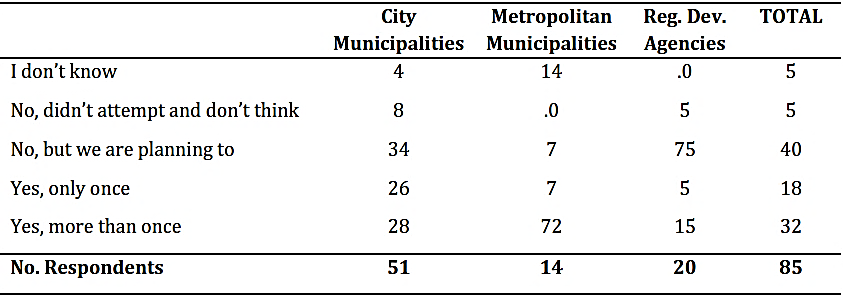 City Municipalities Metropolitan Municipalities Reg. Dev. Agencies TOTAL
I don’t know 4 14 .0 5
No, didn’t attempt and don’t think 8 .0 5 5
No, but we are planning to 34 7 75 40
Yes, only once 26 7 5 18
Yes, more than once 28 72 15 32
No. Respondents 51 14 20 85